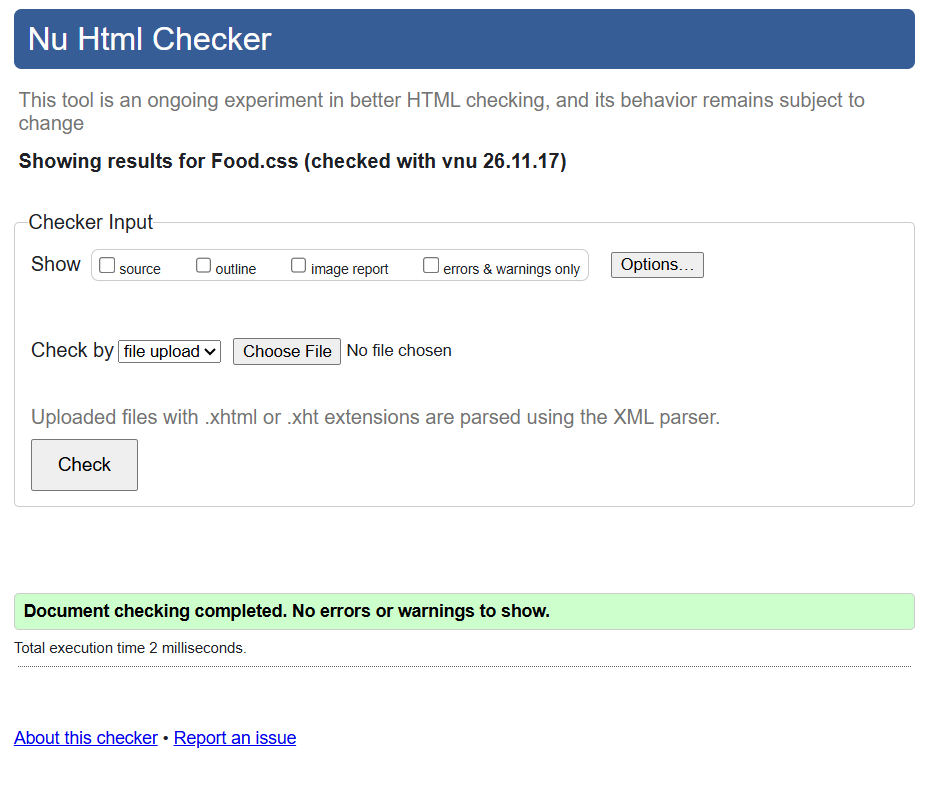 Nu Html Checker
This tool is an ongoing experiment in better HTML checking, and its behavior remains subject to
change
Showing results for Food.css (checked with vnu 26.11.17)
Checker Input
Show source outline image report errors & warnings only Options…
Check by file upload Choose File No file chosen
Uploaded files with .xhtml or .xht extensions are parsed using the XML parser.
Check
Document checking completed. No errors or warnings to show.
Total execution time 2 milliseconds.
About this checker • Report an issue